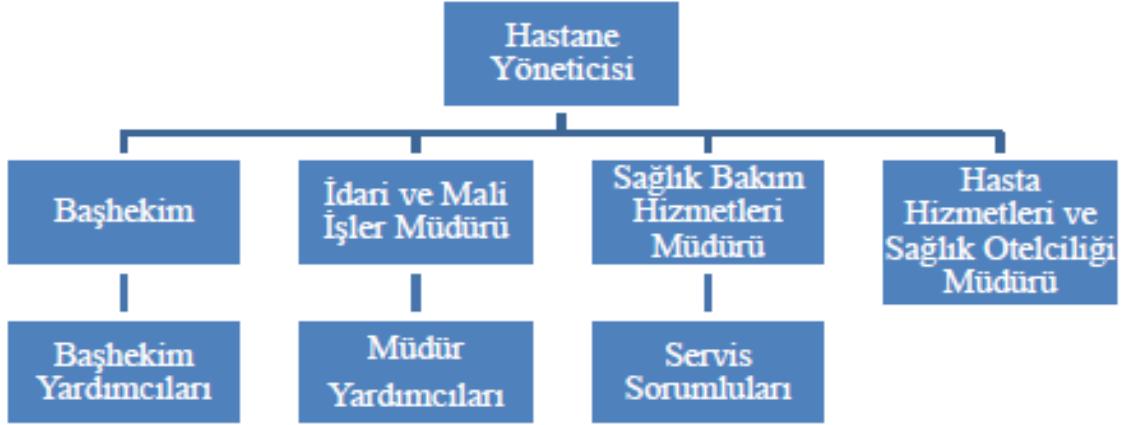 Hastane
Yöneticisi
Başhekim
İdari ve Mali
İşler Müdürü
Sağlık Bakım
Hizmetleri
Müdürü
Hasta
Hizmetleri ve
Sağlık Otelciliği
Müdürü
Başhekim
Yardımcıları
Müdür
Yardımcıları
Servis
Sorumluları